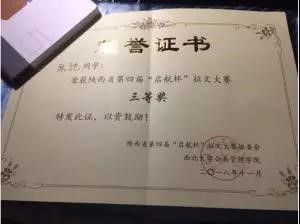 荣誉证书
同学：
荣获陕西省第四届“启航杯”征文大赛
三等奖
特发此证，以资鼓励！
陕西省第四届“启航杯”征文大赛组委会
西北大学公共管理学院
二〇一八年十一月